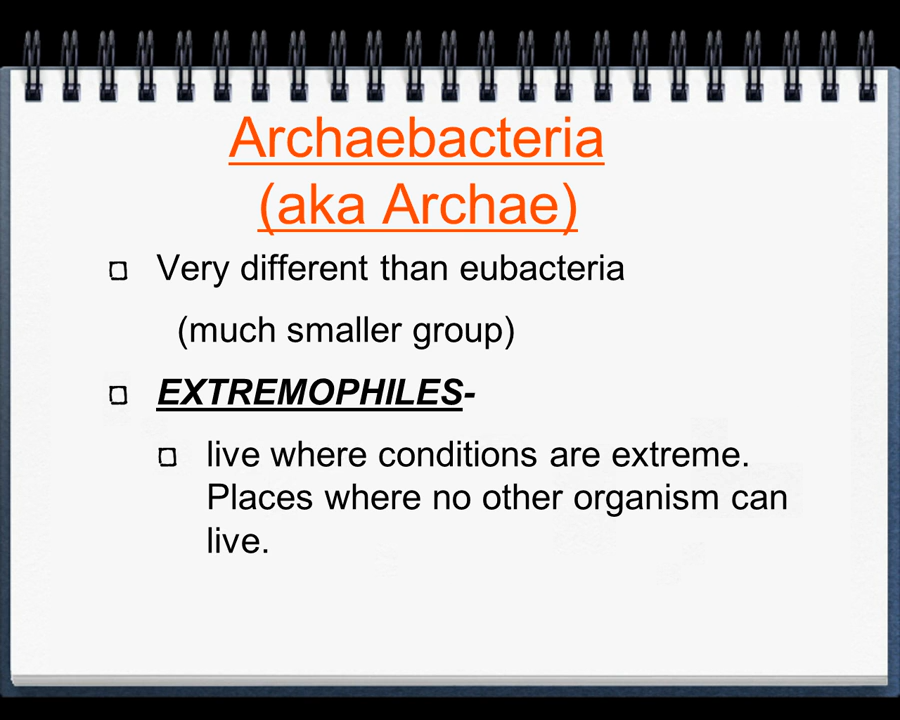 Archaebacteria
(aka Archae)
Very different than eubacteria
(much smaller group)
EXTREMOPHILES-
live where conditions are extreme.
Places where no other organism can
live.